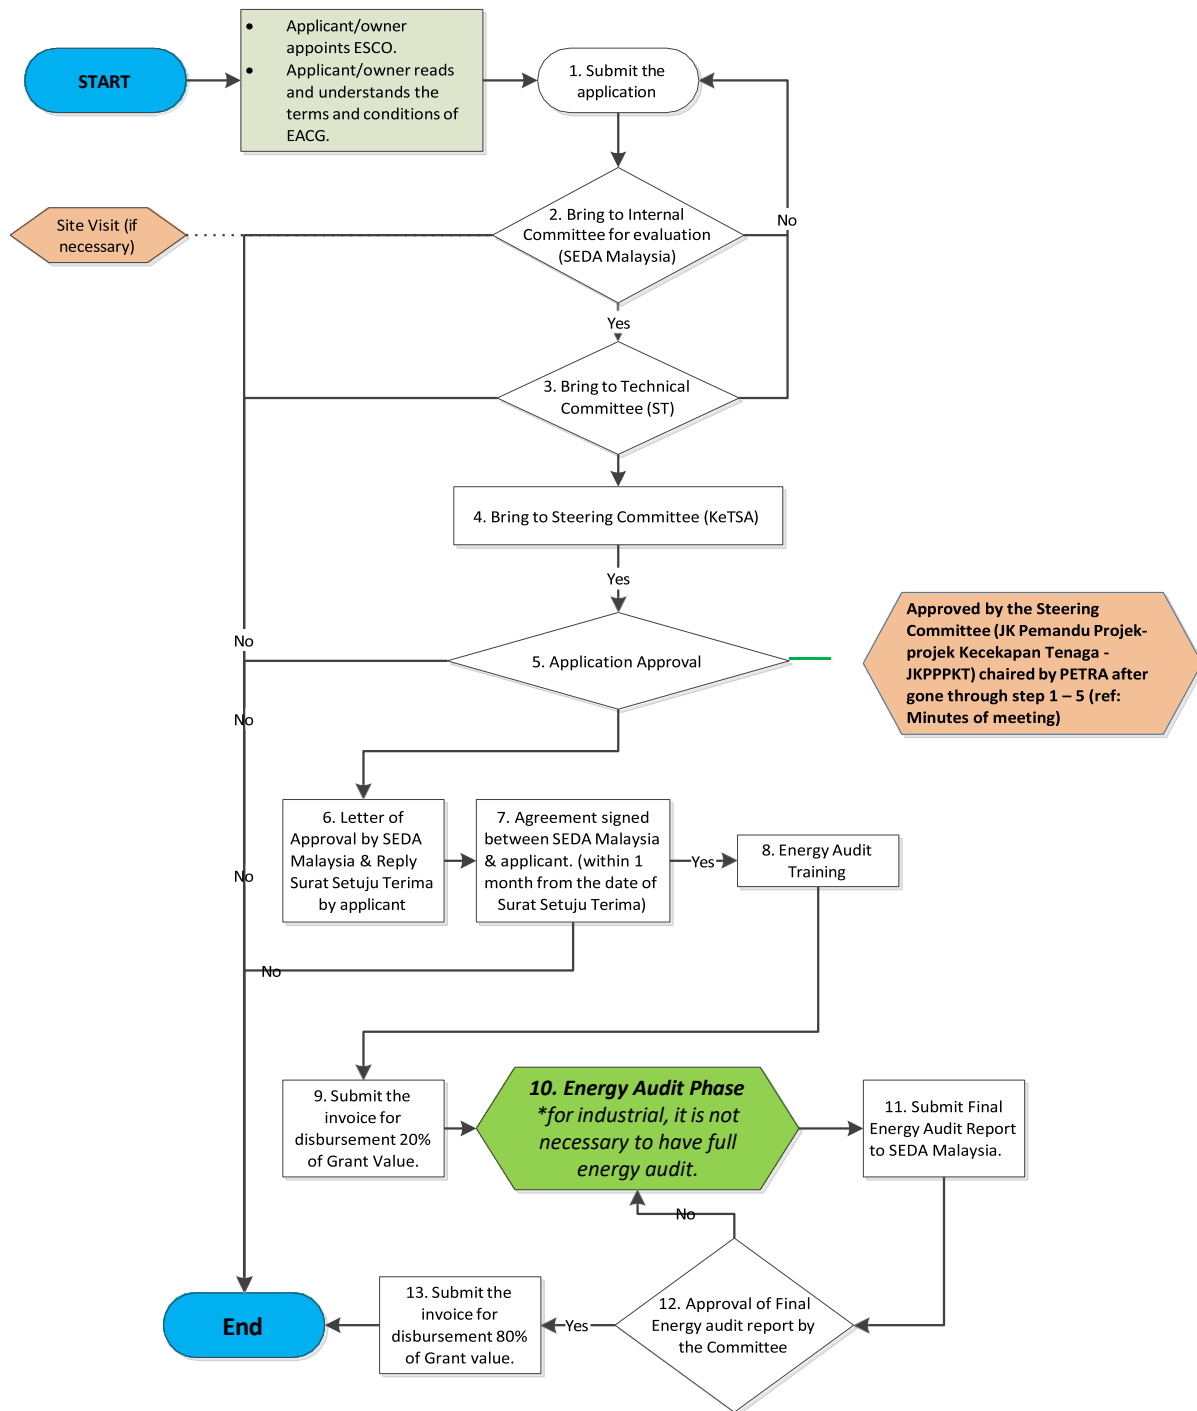 START
• Applicant/owner
appoints ESCO.
• Applicant/owner reads
and understands the
terms and conditions of
EACG.
1. Submit the
application
Site Visit (if
necessary)
2. Bring to Internal
Committee for evaluation
(SEDA Malaysia)
No
Yes
3. Bring to Technical
Committee (ST)
4. Bring to Steering Committee (KeTSA)
Yes
No
5. Application Approval
Approved by the Steering
Committee (JK Pemandu Projek-
projek Kecekapan Tenaga -
JKPPPKT) chaired by PETRA after
gone through step 1 – 5 (ref:
Minutes of meeting)
No
6. Letter of
Approval by SEDA
Malaysia & Reply
Surat Setuju Terima
by applicant
7. Agreement signed
between SEDA Malaysia
& applicant. (within 1
month from the date of
Surat Setuju Terima)
Yes
8. Energy Audit
Training
No
No
9. Submit the
invoice for
disbursement 20%
of Grant Value.
10. Energy Audit Phase
*for industrial, it is not
necessary to have full
energy audit.
11. Submit Final
Energy Audit Report
to SEDA Malaysia.
No
End
13. Submit the
invoice for
disbursement 80%
of Grant value.
Yes
12. Approval of Final
Energy audit report by
the Committee